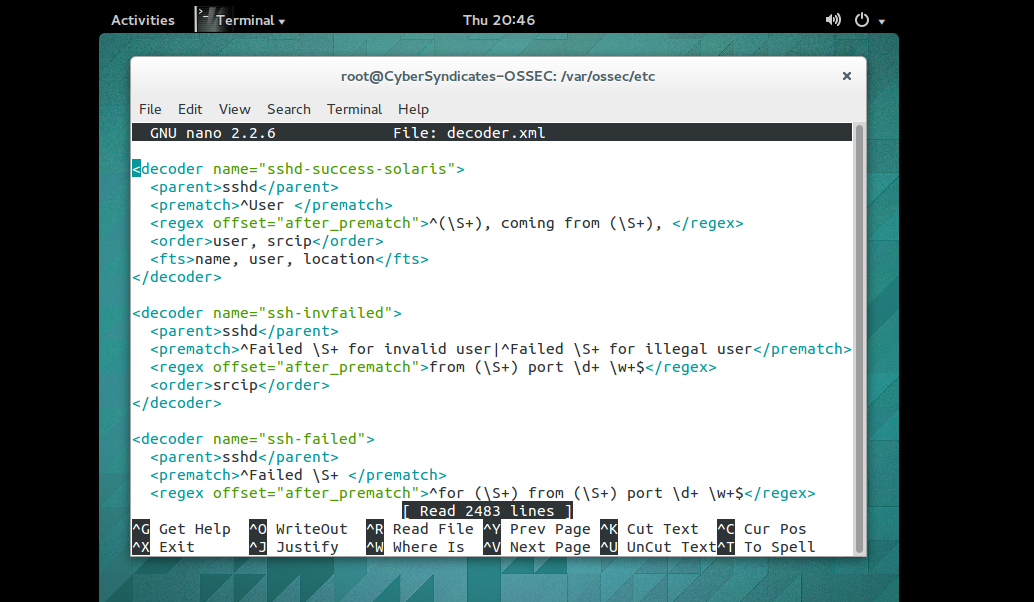 Activities Terminal Thu 20:46
root@CyberSyndicates-OSSEC: /var/ossec/etc
File Edit View Search Terminal Help
GNU nano 2.2.6 File: decoder.xml
<decoder name="sshd-success-solaris">
<parent>sshd</parent>
<prematch>^User </prematch>
<regex offset="after_prematch">^(\S+), coming from (\S+), </regex>
<order>user, srcip</order>
<fts>name, user, location</fts>
</decoder>
<decoder name="ssh-invfailed">
<parent>sshd</parent>
<prematch>^Failed \S+ for invalid user|^Failed \S+ for illegal user</prematch>
<regex offset="after_prematch">from (\S+) port \d+ \w+$</regex>
<order>srcip</order>
</decoder>
<decoder name="ssh-failed">
<parent>sshd</parent>
<prematch>^Failed \S+ </prematch>
<regex offset="after_prematch">^for (\S+) from (\S+) port \d+ \w+$</regex>
[ Read 2483 lines ]
^G Get Help ^O WriteOut ^R Read File ^Y Prev Page ^K Cut Text ^C Cur Pos
^X Exit ^J Justify ^W Where Is ^V Next Page ^U UnCut Text ^T To Spell